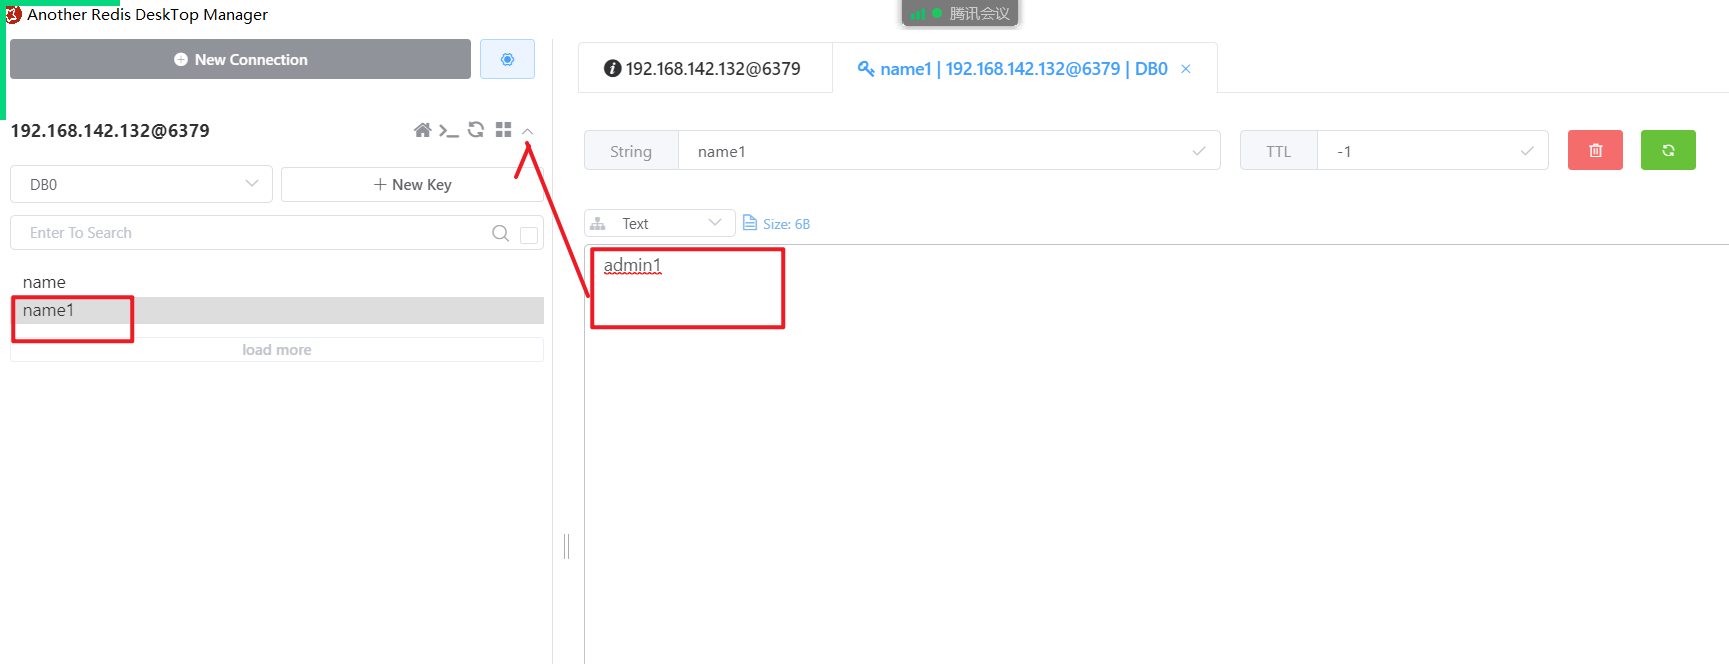 Another Redis DeskTop Manager
腾讯会议
New Connection
192.168.142.132@6379
name1 | 192.168.142.132@6379 | DB0
192.168.142.132@6379
String
name1
TTL
-1
DB0
New Key
Enter To Search
Text
Size: 6B
admin1
name
name1
load more